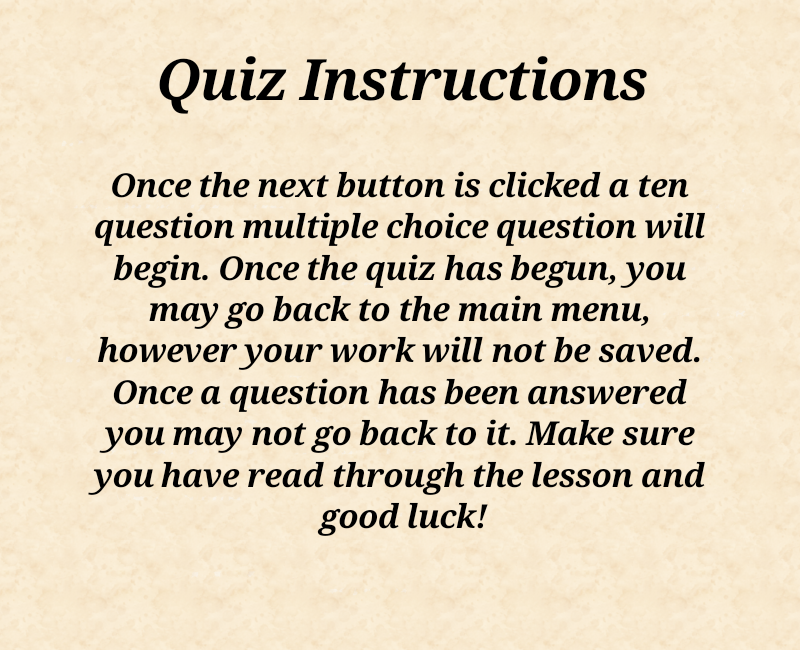 Quiz Instructions
Once the next button is clicked a ten
question multiple choice question will
begin. Once the quiz has begun, you
may go back to the main menu,
however your work will not be saved.
Once a question has been answered
you may not go back to it. Make sure
you have read through the lesson and
good luck!